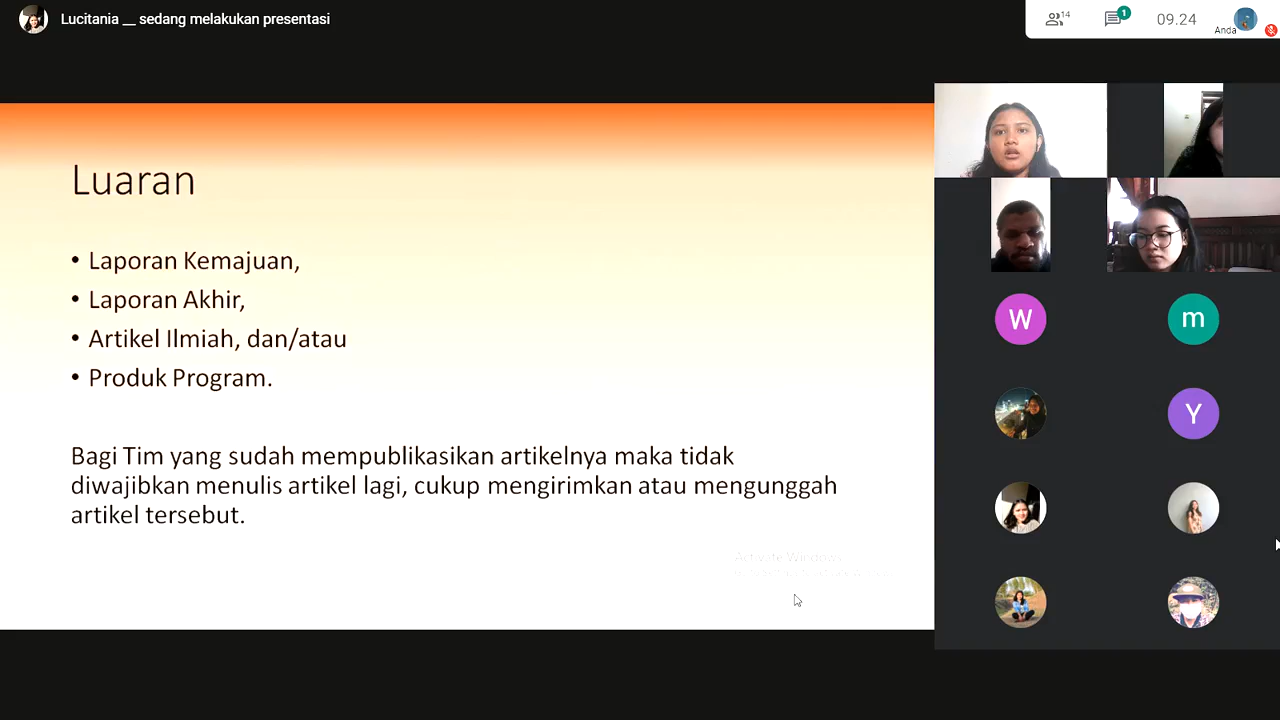 Lucitania __ sedang melakukan presentasi
14
1
09.24
Anda
Luaran
• Laporan Kemajuan,
• Laporan Akhir,
• Artikel Ilmiah, dan/atau
• Produk Program.
Bagi Tim yang sudah mempublikasikan artikelnya maka tidak
diwajibkan menulis artikel lagi, cukup mengirimkan atau mengunggah
artikel tersebut.
Activate Windows
W
m
Y